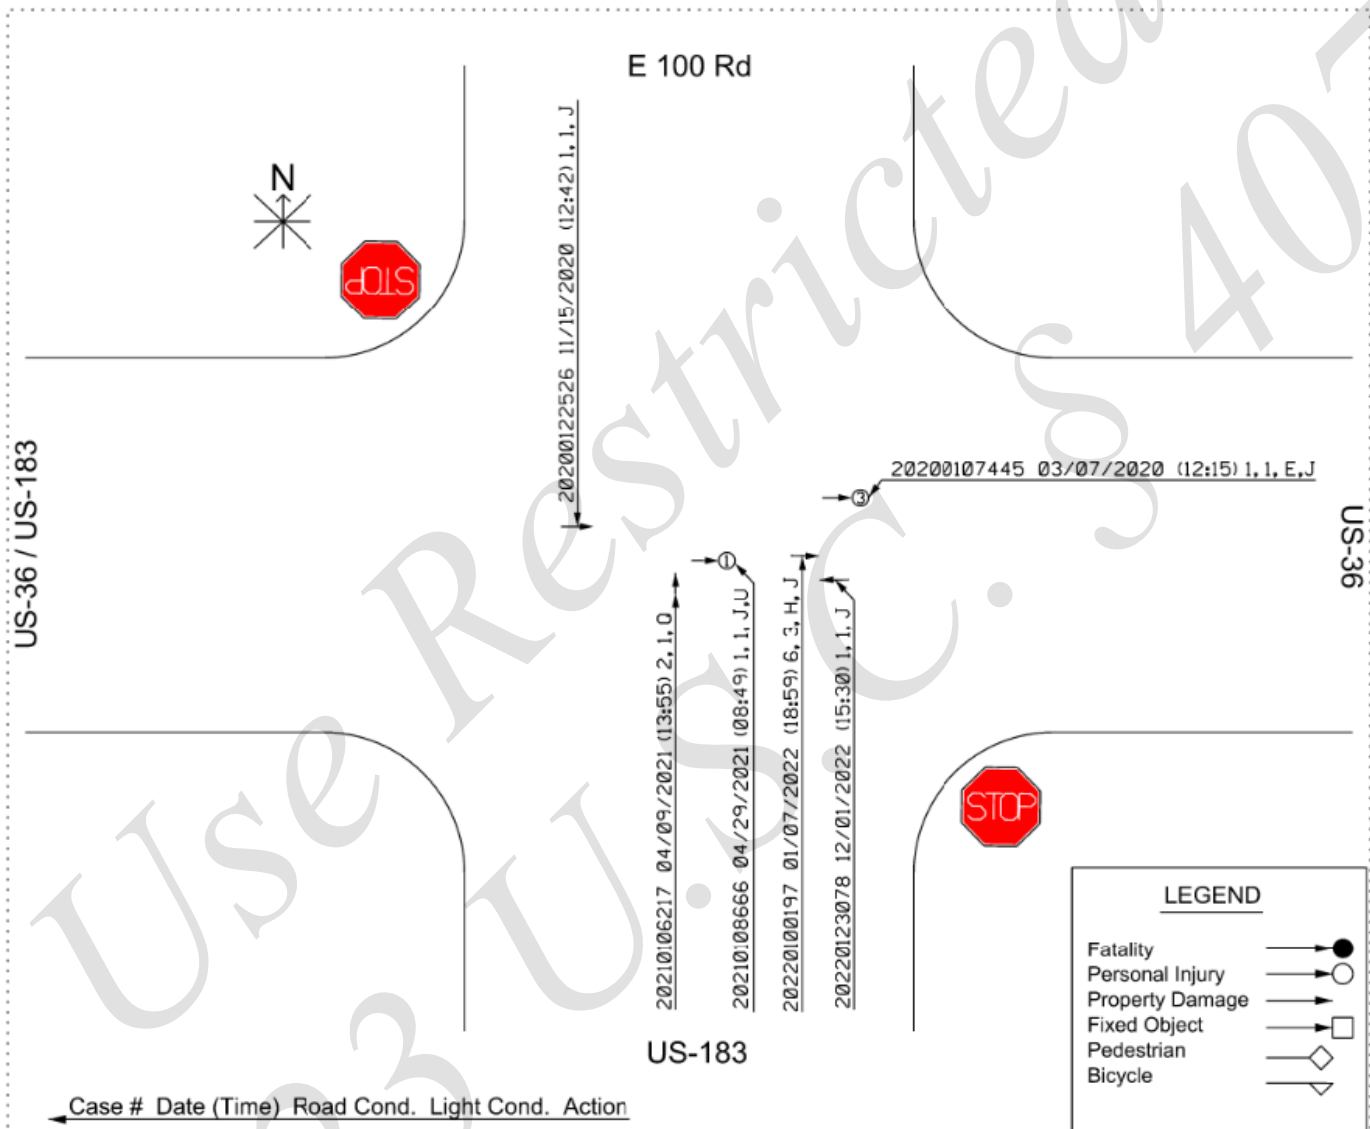 E 100 Rd
N
STOP
20200122526 11/15/2020 (12:42) 1, 1, J
US-36 / US-183
20200107445 03/07/2020 (12:15) 1, 1, E,J
3
US-36
1
20210106217 04/09/2021 (13:55) 2, 1, Q
20210108666 04/29/2021 (08:49) 1, 1, J,U
20220100197 01/07/2022 (18:59) 6, 3, H, J
20220123078 12/01/2022 (15:30) 1, 1, J
STOP
US-183
LEGEND
Fatality
Personal Injury
Property Damage
Fixed Object
Pedestrian
Bicycle
Case # Date (Time) Road Cond. Light Cond. Action
Use Restricted
U.S.C. § 407